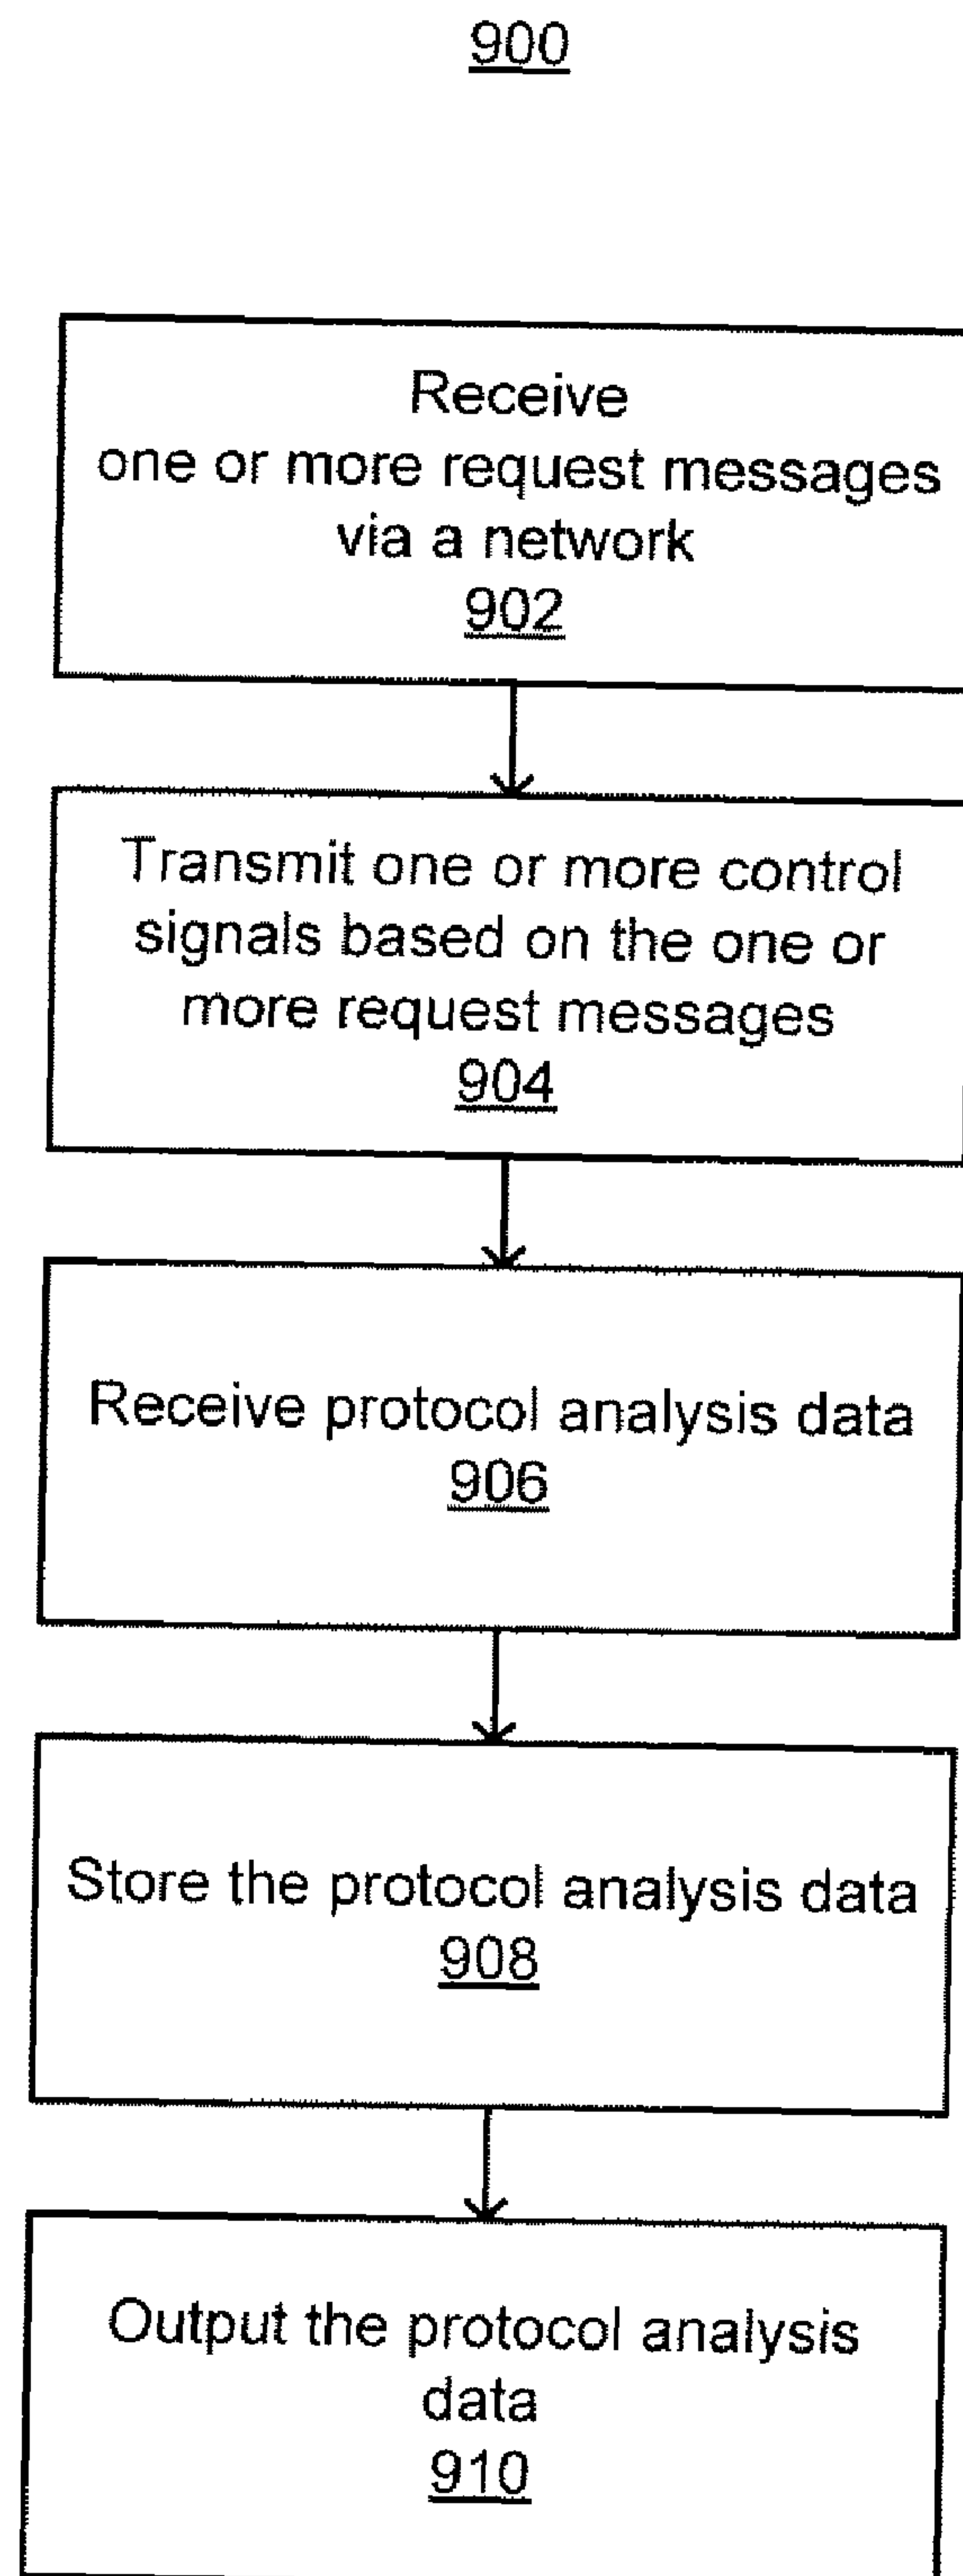 900
Receive
one or more request messages
via a network
902
Transmit one or more control
signals based on the one or
more request messages
904
Receive protocol analysis data
906
Store the protocol analysis data
908
Output the protocol analysis
data
910